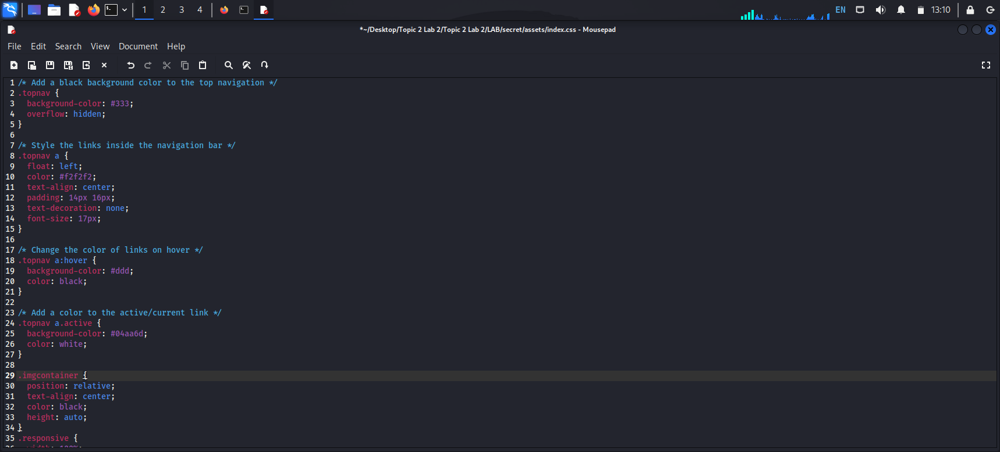 1 2 3 4 EN 13:10
*~/Desktop/Topic 2 Lab 2/Topic 2 Lab 2/LAB/secret/assets/index.css - Mousepad
File Edit Search View Document Help
1 /* Add a black background color to the top navigation */
2 .topnav {
3   background-color: #333;
4   overflow: hidden;
5 }
6
7 /* Style the links inside the navigation bar */
8 .topnav a {
9   float: left;
10   color: #f2f2f2;
11   text-align: center;
12   padding: 14px 16px;
13   text-decoration: none;
14   font-size: 17px;
15 }
16
17 /* Change the color of links on hover */
18 .topnav a:hover {
19   background-color: #ddd;
20   color: black;
21 }
22
23 /* Add a color to the active/current link */
24 .topnav a.active {
25   background-color: #04aa6d;
26   color: white;
27 }
28
29 .imgcontainer {
30   position: relative;
31   text-align: center;
32   color: black;
33   height: auto;
34 }
35 .responsive {